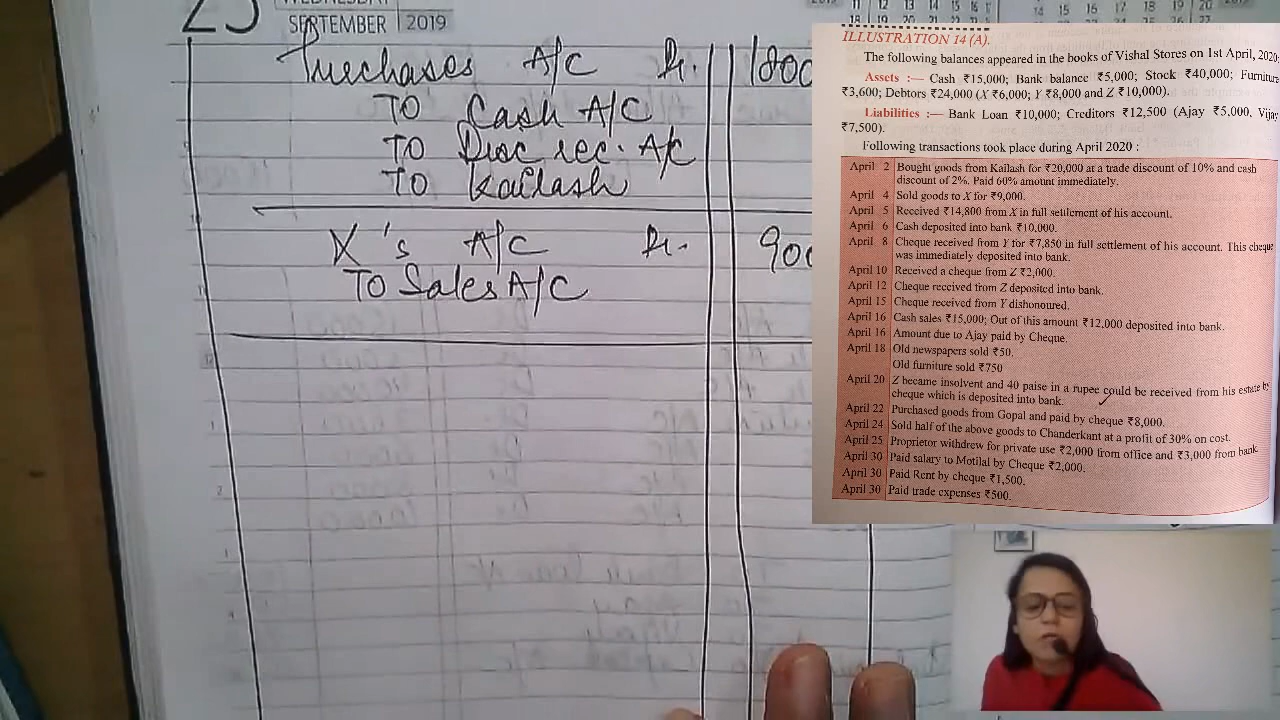 SEPTEMBER 2019
Purchases A/C Dr. 1800
TO Cash A/C
TO Disc rec. A/C
TO Kailash
X's A/C Dr. 900
TO Sales A/C
ILLUSTRATION 14 (A).
The following balances appeared in the books of Vishal Stores on 1st April, 2020
Assets :— Cash ₹15,000; Bank balance ₹5,000; Stock ₹40,000; Furniture
₹3,600; Debtors ₹24,000 (X ₹6,000; Y ₹8,000 and Z ₹10,000).
Liabilities :— Bank Loan ₹10,000; Creditors ₹12,500 (Ajay ₹5,000, Vijay
₹7,500).
Following transactions took place during April 2020 :
April 2 Bought goods from Kailash for ₹20,000 at a trade discount of 10% and cash
discount of 2%. Paid 60% amount immediately.
April 4 Sold goods to X for ₹9,000.
April 5 Received ₹14,800 from X in full settlement of his account.
April 6 Cash deposited into bank ₹10,000.
April 8 Cheque received from Y for ₹7,850 in full settlement of his account. This cheque
was immediately deposited into bank.
April 10 Received a cheque from Z ₹2,000.
April 12 Cheque received from Z deposited into bank.
April 15 Cheque received from Y dishonoured.
April 16 Cash sales ₹15,000; Out of this amount ₹12,000 deposited into bank.
April 16 Amount due to Ajay paid by Cheque.
April 18 Old newspapers sold ₹50.
Old furniture sold ₹750
April 20 Z became insolvent and 40 paise in a rupee could be received from his estate by
cheque which is deposited into bank.
April 22 Purchased goods from Gopal and paid by cheque ₹8,000.
April 24 Sold half of the above goods to Chanderkant at a profit of 30% on cost.
April 25 Proprietor withdrew for private use ₹2,000 from office and ₹3,000 from bank
April 30 Paid salary to Motilal by Cheque ₹2,000.
April 30 Paid Rent by cheque ₹1,500.
April 30 Paid trade expenses ₹500.